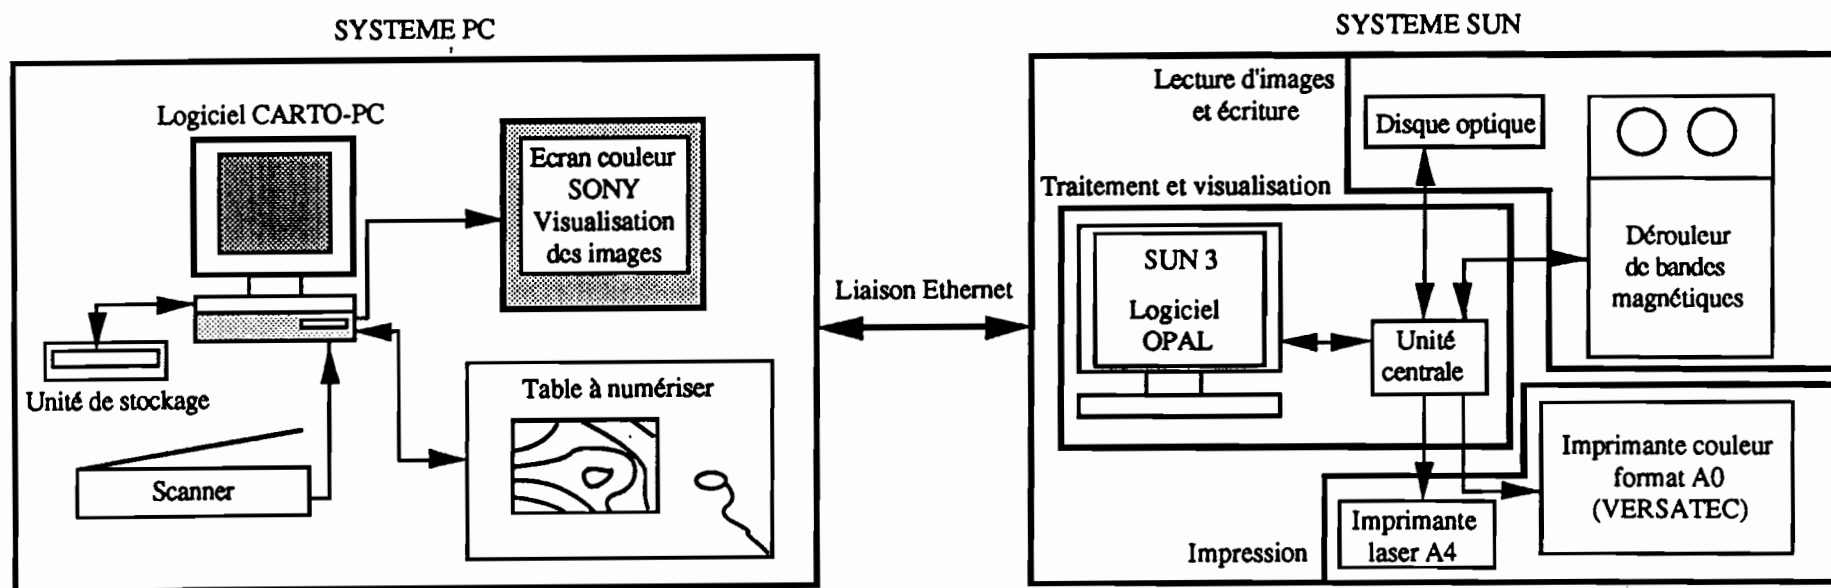 SYSTEME PC
Logiciel CARTO-PC
Ecran couleur
SONY
Visualisation
des images
Unité de stockage
Table à numériser
Scanner
Liaison Ethernet
SYSTEME SUN
Lecture d'images
et écriture
Disque optique
Traitement et visualisation
SUN 3
Logiciel
OPAL
Unité
centrale
Dérouleur
de bandes
magnétiques
Imprimante couleur
format A0
(VERSATEC)
Imprimante
laser A4
Impression